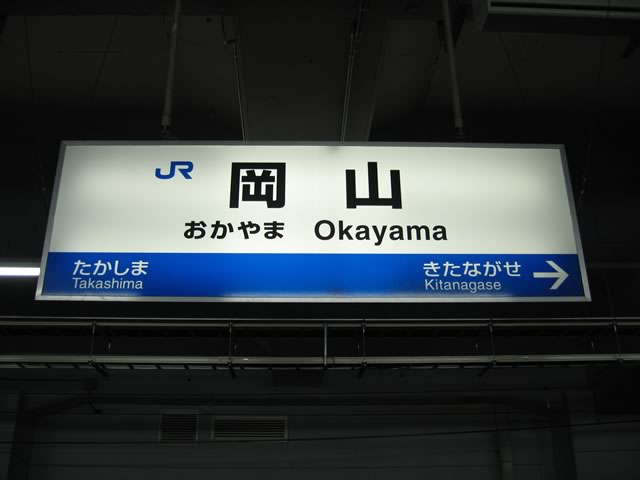 JR 岡山
おかやま Okayama
たかしま きたながせ →
Takashima Kitanagase